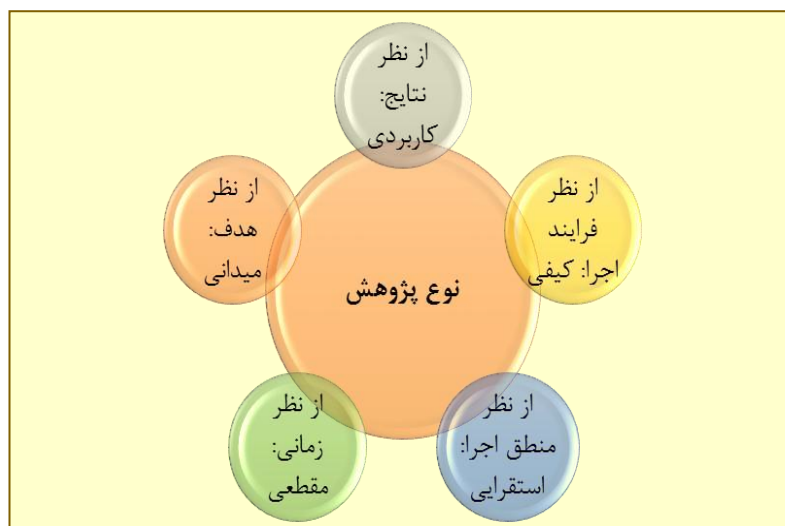 از نظر
نتایج:
کاربردی
از نظر
فرایند
اجرا: کیفی
از نظر
منطق اجرا:
استقرایی
از نظر
زمانی:
مقطعی
از نظر
هدف:
میدانی
نوع پژوهش